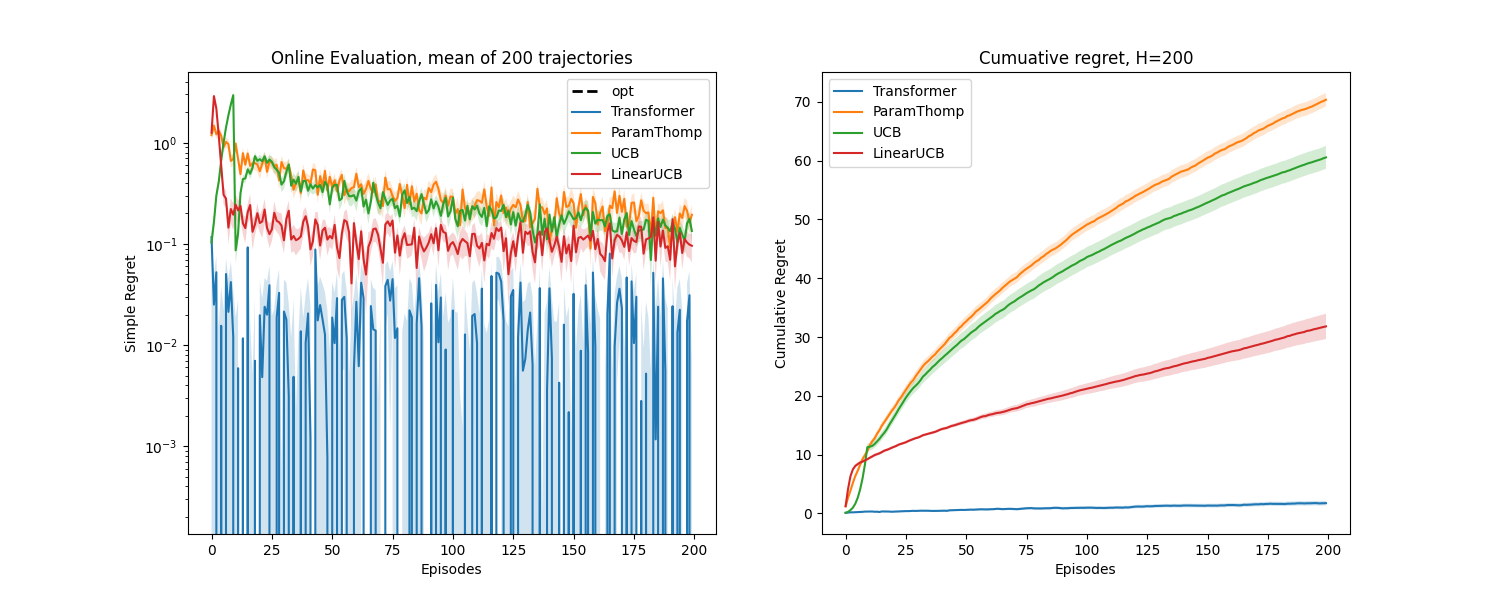 Online Evaluation, mean of 200 trajectories
Simple Regret
10^0
10^-1
10^-2
10^-3
opt
Transformer
ParamThomp
UCB
LinearUCB
0 25 50 75 100 125 150 175 200
Episodes
Cumuative regret, H=200
Cumulative Regret
70
60
50
40
30
20
10
0
Transformer
ParamThomp
UCB
LinearUCB
0 25 50 75 100 125 150 175 200
Episodes